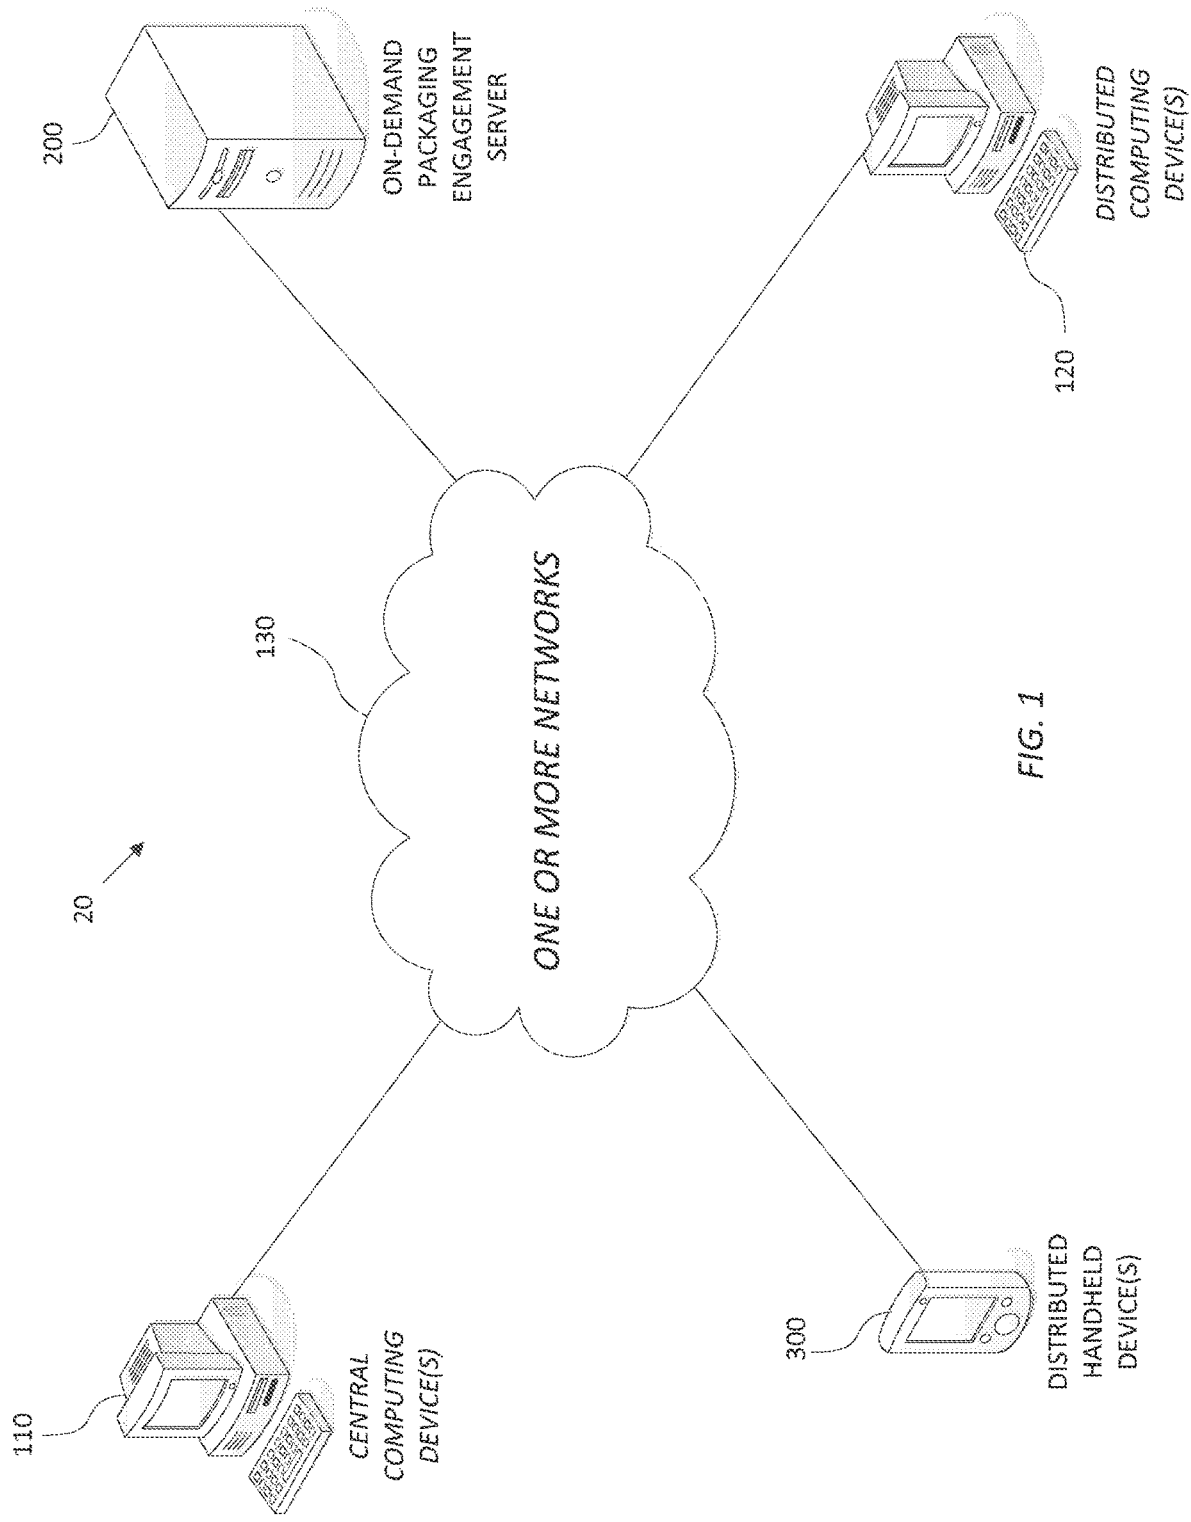 110
CENTRAL
COMPUTING
DEVICE(S)
20
130
200
ON-DEMAND
PACKAGING
ENGAGEMENT
SERVER
ONE OR MORE NETWORKS
300
DISTRIBUTED
HANDHELD
DEVICE(S)
120
DISTRIBUTED
COMPUTING
DEVICE(S)
FIG. 1